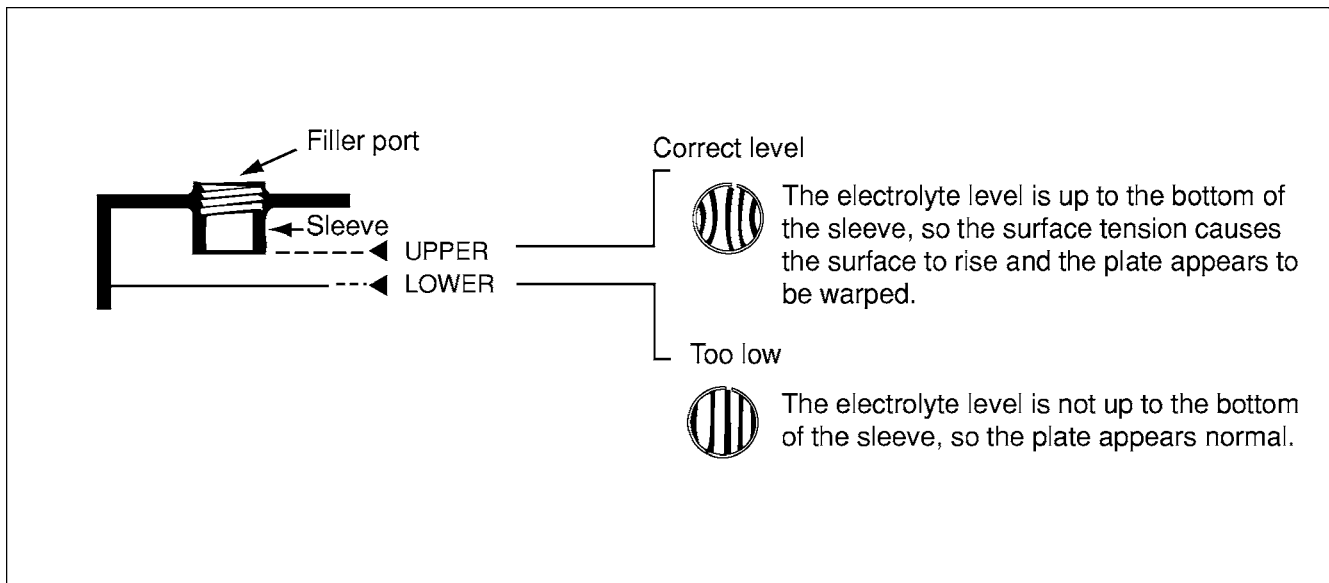 Filler port
Sleeve
UPPER
LOWER
Correct level
The electrolyte level is up to the bottom of
the sleeve, so the surface tension causes
the surface to rise and the plate appears to
be warped.
Too low
The electrolyte level is not up to the bottom
of the sleeve, so the plate appears normal.